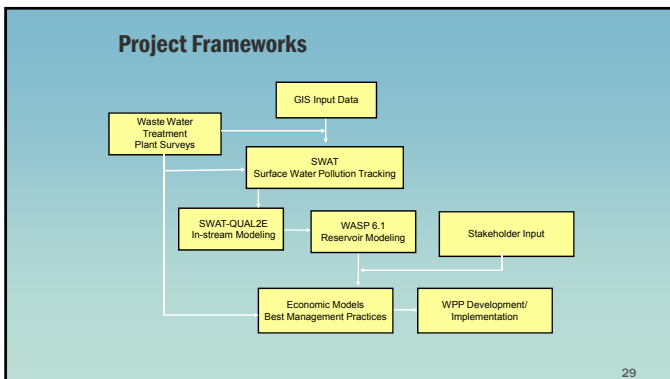 Project Frameworks
GIS Input Data
Waste Water
Treatment
Plant Surveys
SWAT
Surface Water Pollution Tracking
SWAT-QUAL2E
In-stream Modeling
WASP 6.1
Reservoir Modeling
Stakeholder Input
Economic Models
Best Management Practices
WPP Development/
Implementation
29